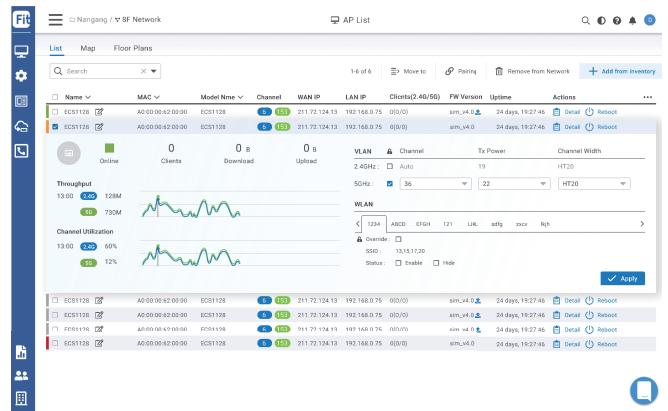 Fit
Nangang / 8F Network
AP List
D
List Map Floor Plans
Search
1-6 of 6
Move to
Pairing
Remove from Network
Add from inventory
Name MAC Model Nme Channel WAN IP LAN IP Clicnts(2.4G/5G) FW Version Uptime Actions
ECS1128 A0:00:00:62:00:00 ECS1128 6 153 211.72.124.13 192.168.0.75 0(0/0) sim_v4.0 24 days, 19:27:46 Detail Reboot
ECS1128 A0:00:00:62:00:00 ECS1128 6 153 211.72.124.13 192.168.0.75 0(0/0) sim_v4.0 24 days, 19:27:46 Detail Reboot
Online
0 Clients
0 B Download
0 B Upload
Throughput
13:00 2.4G 128M
5G 730M
Channel Utilization
13:00 2.4G 60%
5G 12%
VLAN Channel Tx Power Channel Width
2.4GHz : Auto 19 HT20
5GHz : 36 22 HT20
WLAN
1234 ABCD EFGH 121 sdfg zxcv
Override :
SSID : 13,15,17,20
Status : Enable Hide
Apply
ECS1128 A0:00:00:62:00:00 ECS1128 6 153 211.72.124.13 192.168.0.75 0(0/0) sim_v4.0 24 days, 19:27:46 Detail Reboot
ECS1128 A0:00:00:62:00:00 ECS1128 6 153 211.72.124.13 192.168.0.75 0(0/0) sim_v4.0 24 days, 19:27:46 Detail Reboot
ECS1128 A0:00:00:62:00:00 ECS1128 6 153 211.72.124.13 192.168.0.75 0(0/0) sim_v4.0 24 days, 19:27:46 Detail Reboot
ECS1128 A0:00:00:62:00:00 ECS1128 6 153 211.72.124.13 192.168.0.75 0(0/0) sim_v4.0 24 days, 19:27:46 Detail Reboot